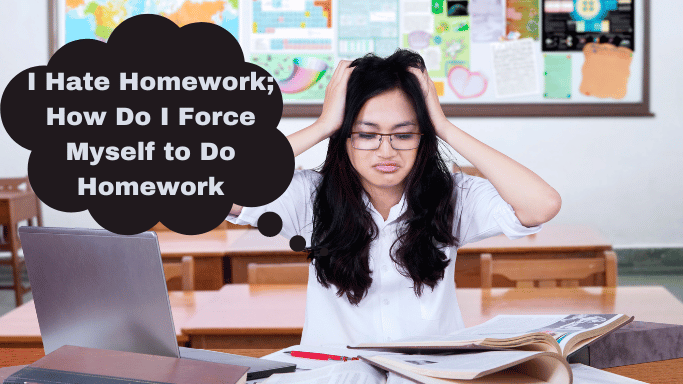 I Hate Homework;
How Do I Force
Myself to Do
Homework